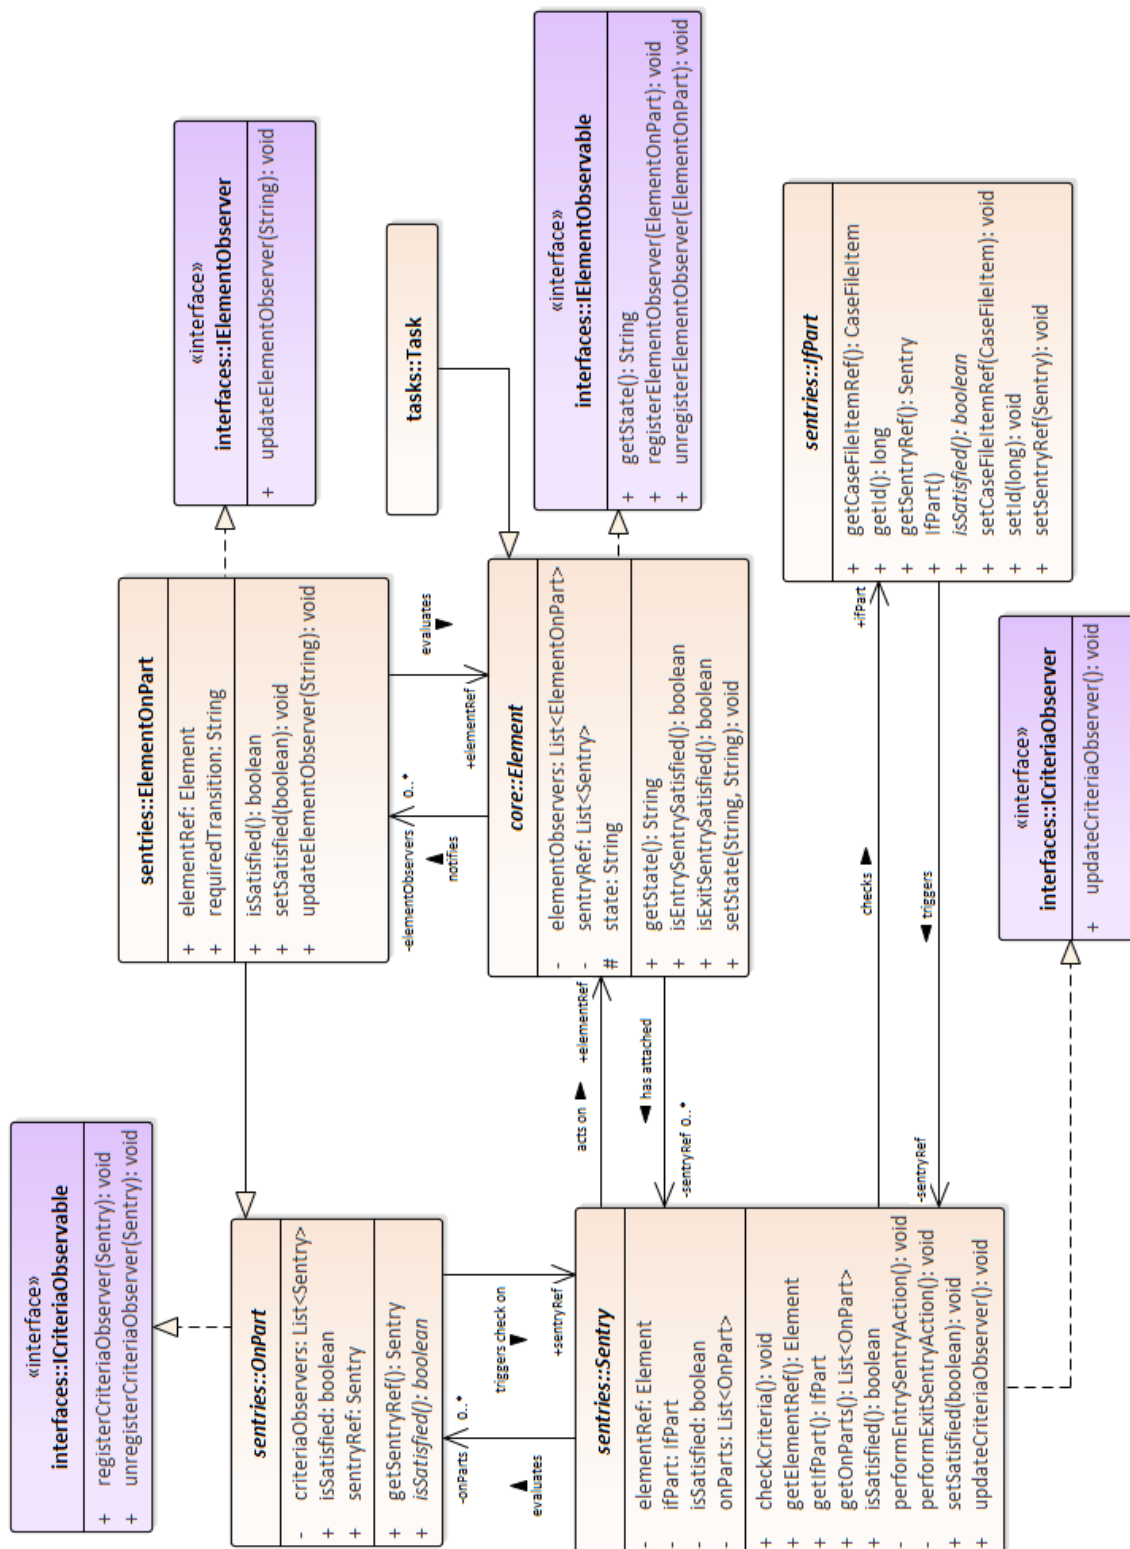 «interface»
interfaces::ICriteriaObservable
+ registerCriteriaObserver(Sentry): void
+ unregisterCriteriaObserver(Sentry): void
sentries::ElementOnPart
+ elementRef: Element
+ requiredTransition: String
+ isSatisfied(): boolean
+ setSatisfied(boolean): void
+ updateElementObserver(String): void
«interface»
interfaces::IElementObserver
+ updateElementObserver(String): void
sentries::OnPart
- criteriaObservers: List<Sentry>
+ isSatisfied: boolean
+ sentryRef: Sentry
+ getSentryRef(): Sentry
+ isSatisfied(): boolean
tasks::Task
-elementObservers
0..*
notifies
evaluates
+elementRef
-onParts
0..*
evaluates
triggers check on
+sentryRef
core::Element
- elementObservers: List<ElementOnPart>
- sentryRef: List<Sentry>
# state: String
+ getState(): String
+ isEntrySentrySatisfied(): boolean
+ isExitSentrySatisfied(): boolean
+ setState(String, String): void
«interface»
interfaces::IElementObservable
+ getState(): String
+ registerElementObserver(ElementOnPart): void
+ unregisterElementObserver(ElementOnPart): void
acts on
+elementRef
has attached
-sentryRef 0..*
sentries::Sentry
- elementRef: Element
- ifPart: IfPart
- isSatisfied: boolean
- onParts: List<OnPart>
+ checkCriteria(): void
+ getElementRef(): Element
+ getIfPart(): IfPart
+ getOnParts(): List<OnPart>
+ isSatisfied(): boolean
- performEntrySentryAction(): void
- performExitSentryAction(): void
+ setSatisfied(boolean): void
+ updateCriteriaObserver(): void
checks
+ifPart
triggers
-sentryRef
sentries::IfPart
+ getCaseFileItemRef(): CaseFileItem
+ getId(): long
+ getSentryRef(): Sentry
+ IfPart()
+ isSatisfied(): boolean
+ setCaseFileItemRef(CaseFileItem): void
+ setId(long): void
+ setSentryRef(Sentry): void
«interface»
interfaces::ICriteriaObserver
+ updateCriteriaObserver(): void